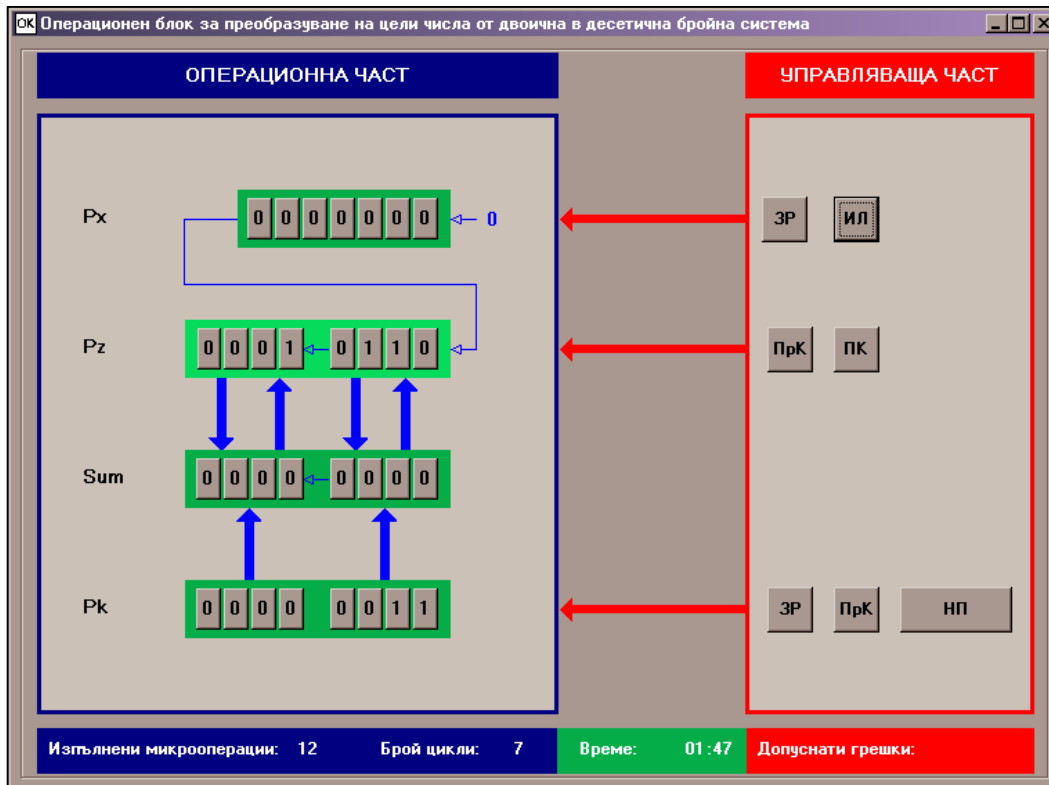 OK Операционен блок за преобразуване на цели числа от двоична в десетична бройна система
ОПЕРАЦИОННА ЧАСТ
УПРАВЛЯВАЩА ЧАСТ
Px 0 0 0 0 0 0 0 0 ЗР ИЛ
Pz 0 0 0 1 0 1 1 0 ПрК ПК
Sum 0 0 0 0 0 0 0 0
Pk 0 0 0 0 0 0 1 1 ЗР ПрК НП
Изпълнени микрооперации: 12 Брой цикли: 7 Време: 01:47 Допуснати грешки: